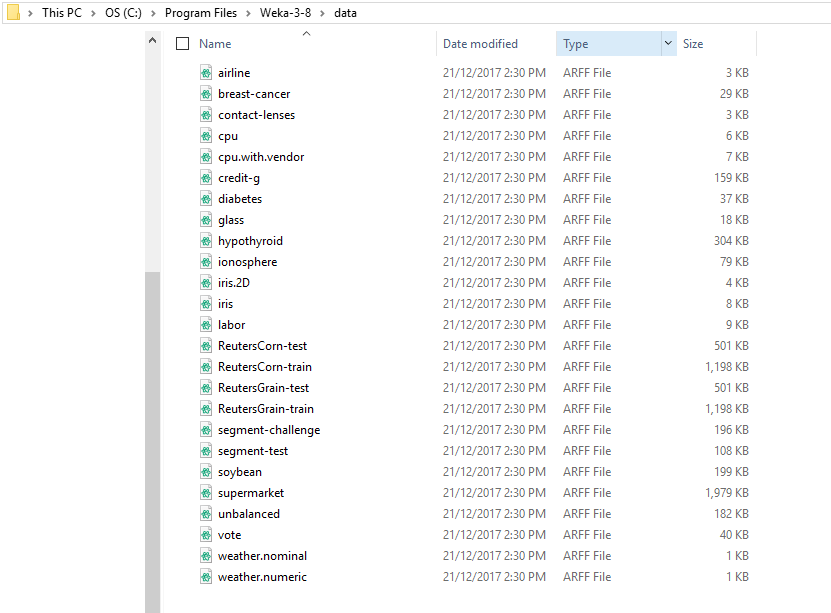 This PC > OS (C:) > Program Files > Weka-3-8 > data
Name Date modified Type Size
airline 21/12/2017 2:30 PM ARFF File 3 KB
breast-cancer 21/12/2017 2:30 PM ARFF File 29 KB
contact-lenses 21/12/2017 2:30 PM ARFF File 3 KB
cpu 21/12/2017 2:30 PM ARFF File 6 KB
cpu.with.vendor 21/12/2017 2:30 PM ARFF File 7 KB
credit-g 21/12/2017 2:30 PM ARFF File 159 KB
diabetes 21/12/2017 2:30 PM ARFF File 37 KB
glass 21/12/2017 2:30 PM ARFF File 18 KB
hypothyroid 21/12/2017 2:30 PM ARFF File 304 KB
ionosphere 21/12/2017 2:30 PM ARFF File 79 KB
iris.2D 21/12/2017 2:30 PM ARFF File 4 KB
iris 21/12/2017 2:30 PM ARFF File 8 KB
labor 21/12/2017 2:30 PM ARFF File 9 KB
ReutersCorn-test 21/12/2017 2:30 PM ARFF File 501 KB
ReutersCorn-train 21/12/2017 2:30 PM ARFF File 1,198 KB
ReutersGrain-test 21/12/2017 2:30 PM ARFF File 501 KB
ReutersGrain-train 21/12/2017 2:30 PM ARFF File 1,198 KB
segment-challenge 21/12/2017 2:30 PM ARFF File 196 KB
segment-test 21/12/2017 2:30 PM ARFF File 108 KB
soybean 21/12/2017 2:30 PM ARFF File 199 KB
supermarket 21/12/2017 2:30 PM ARFF File 1,979 KB
unbalanced 21/12/2017 2:30 PM ARFF File 182 KB
vote 21/12/2017 2:30 PM ARFF File 40 KB
weather.nominal 21/12/2017 2:30 PM ARFF File 1 KB
weather.numeric 21/12/2017 2:30 PM ARFF File 1 KB